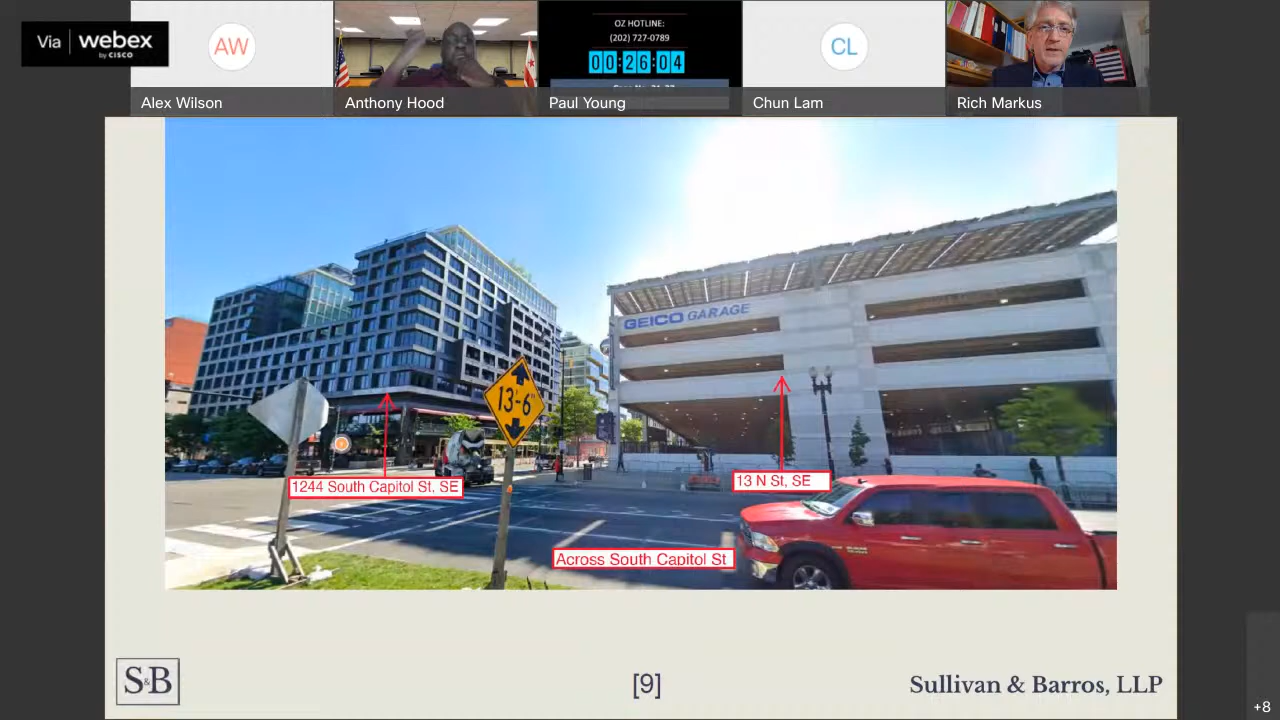 Via webex
by CISCO
AW
OZ HOTLINE:
(202) 727-0789
00:26:04
CL
Alex Wilson
Anthony Hood
Paul Young
Chun Lam
Rich Markus
GEICO GARAGE
13-6"
1244 South Capitol St, SE
13 N St, SE
Across South Capitol St
S&B
[9]
Sullivan & Barros, LLP
+8